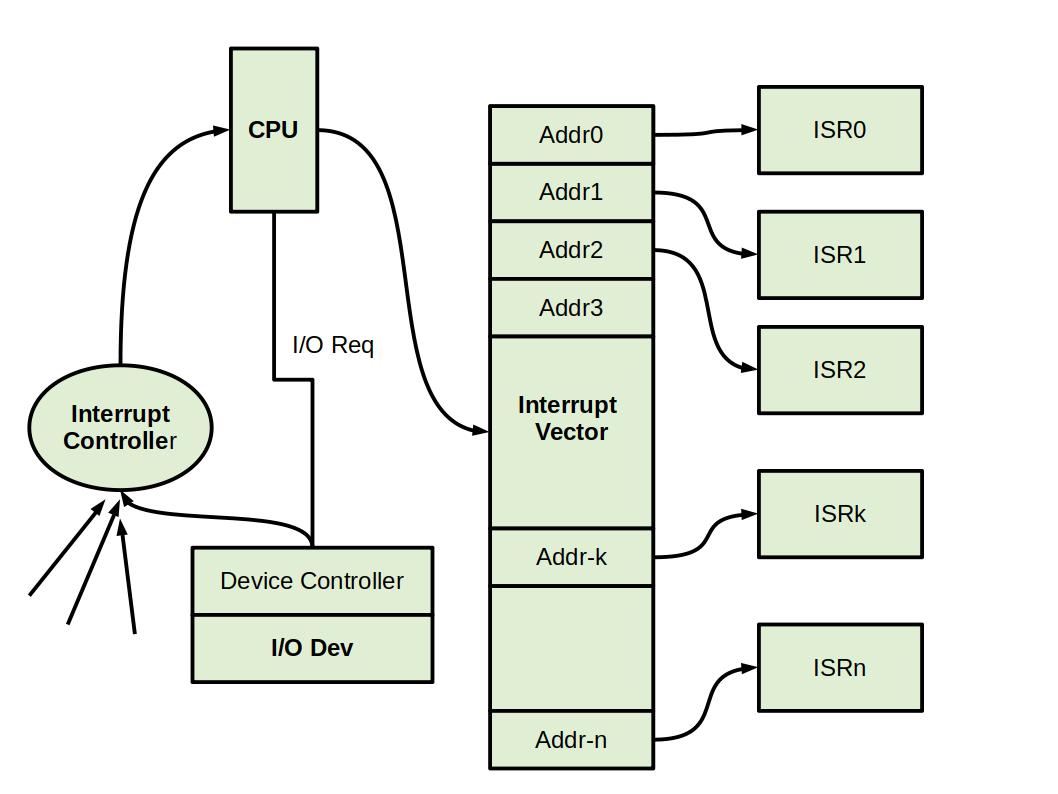 CPU
I/O Req
Interrupt
Controller
Device Controller
I/O Dev
Addr0
Addr1
Addr2
Addr3
Interrupt
Vector
Addr-k
Addr-n
ISR0
ISR1
ISR2
ISRk
ISRn